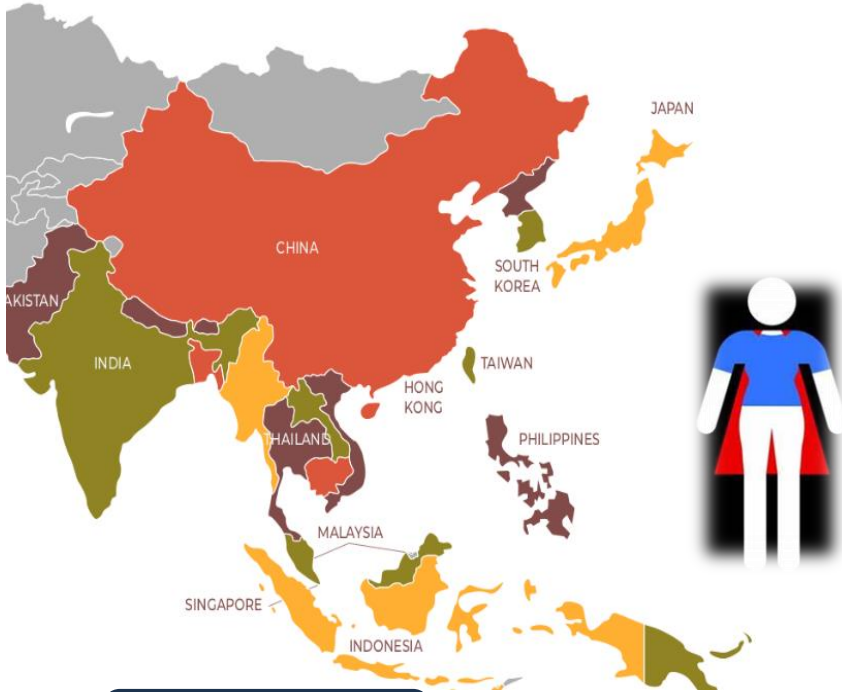 JAPAN
CHINA
SOUTH
KOREA
AKISTAN
INDIA
TAIWAN
HONG
KONG
THAILAND
PHILIPPINES
MALAYSIA
SINGAPORE
INDONESIA